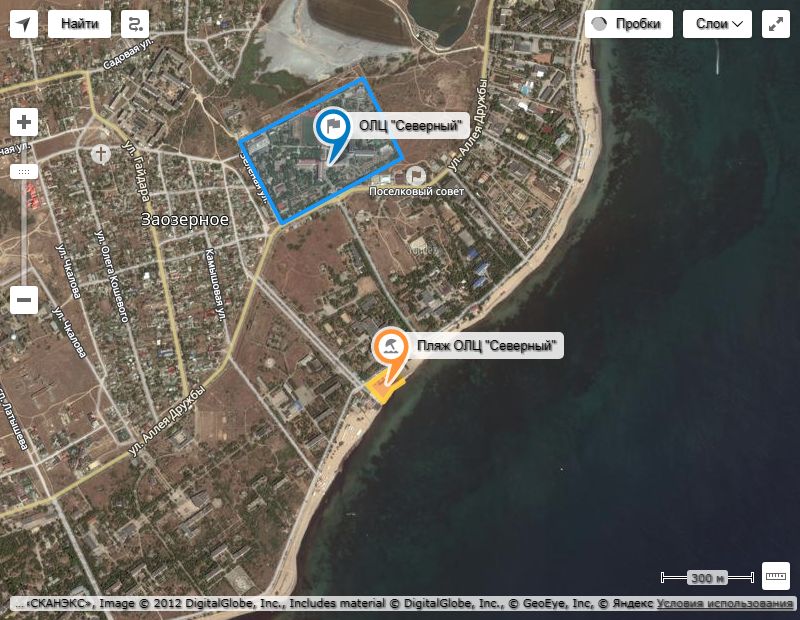 Найти
Пробки
Слои
Садовая ул.
ОЛЦ "Северный"
ул. Аллея Дружбы
ная ул.
ул. Гайдара
Зеленая ул.
Поселковый совет
Заозерное
ул. Чкалова
ул. Олега Кошевого
Камышовая ул.
ул. Чкалова
Пляж ОЛЦ "Северный"
ул. Латышева
ул. Аллея Дружбы
300 м
... «СКАНЭКС», Image © 2012 DigitalGlobe, Inc., Includes material © DigitalGlobe, Inc., © GeoEye, Inc, © Яндекс Условия использования